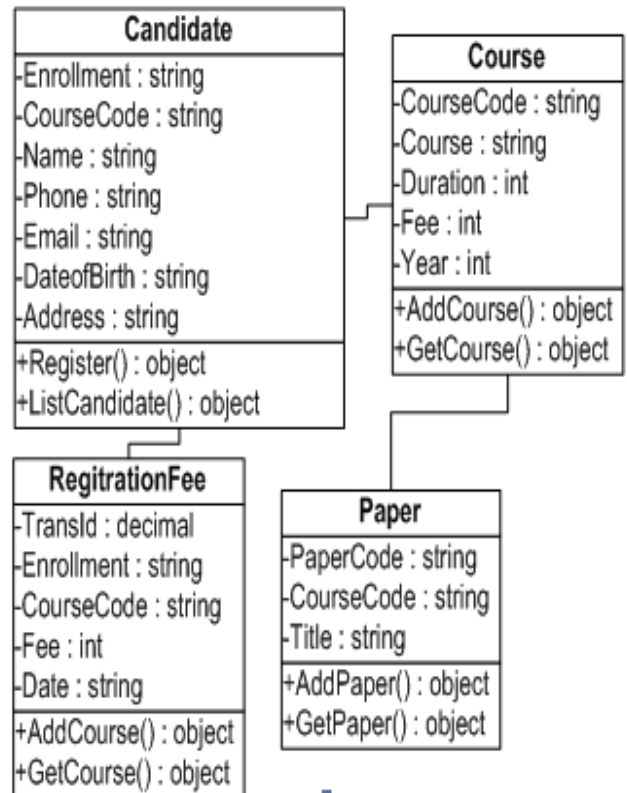 Candidate
-Enrollment : string
-CourseCode : string
-Name : string
-Phone : string
-Email : string
-DateofBirth : string
-Address : string
+Register() : object
+ListCandidate() : object
Course
-CourseCode : string
-Course : string
-Duration : int
-Fee : int
-Year : int
+AddCourse() : object
+GetCourse() : object
RegitrationFee
-TransId : decimal
-Enrollment : string
-CourseCode : string
-Fee : int
-Date : string
+AddCourse() : object
+GetCourse() : object
Paper
-PaperCode : string
-CourseCode : string
-Title : string
+AddPaper() : object
+GetPaper() : object